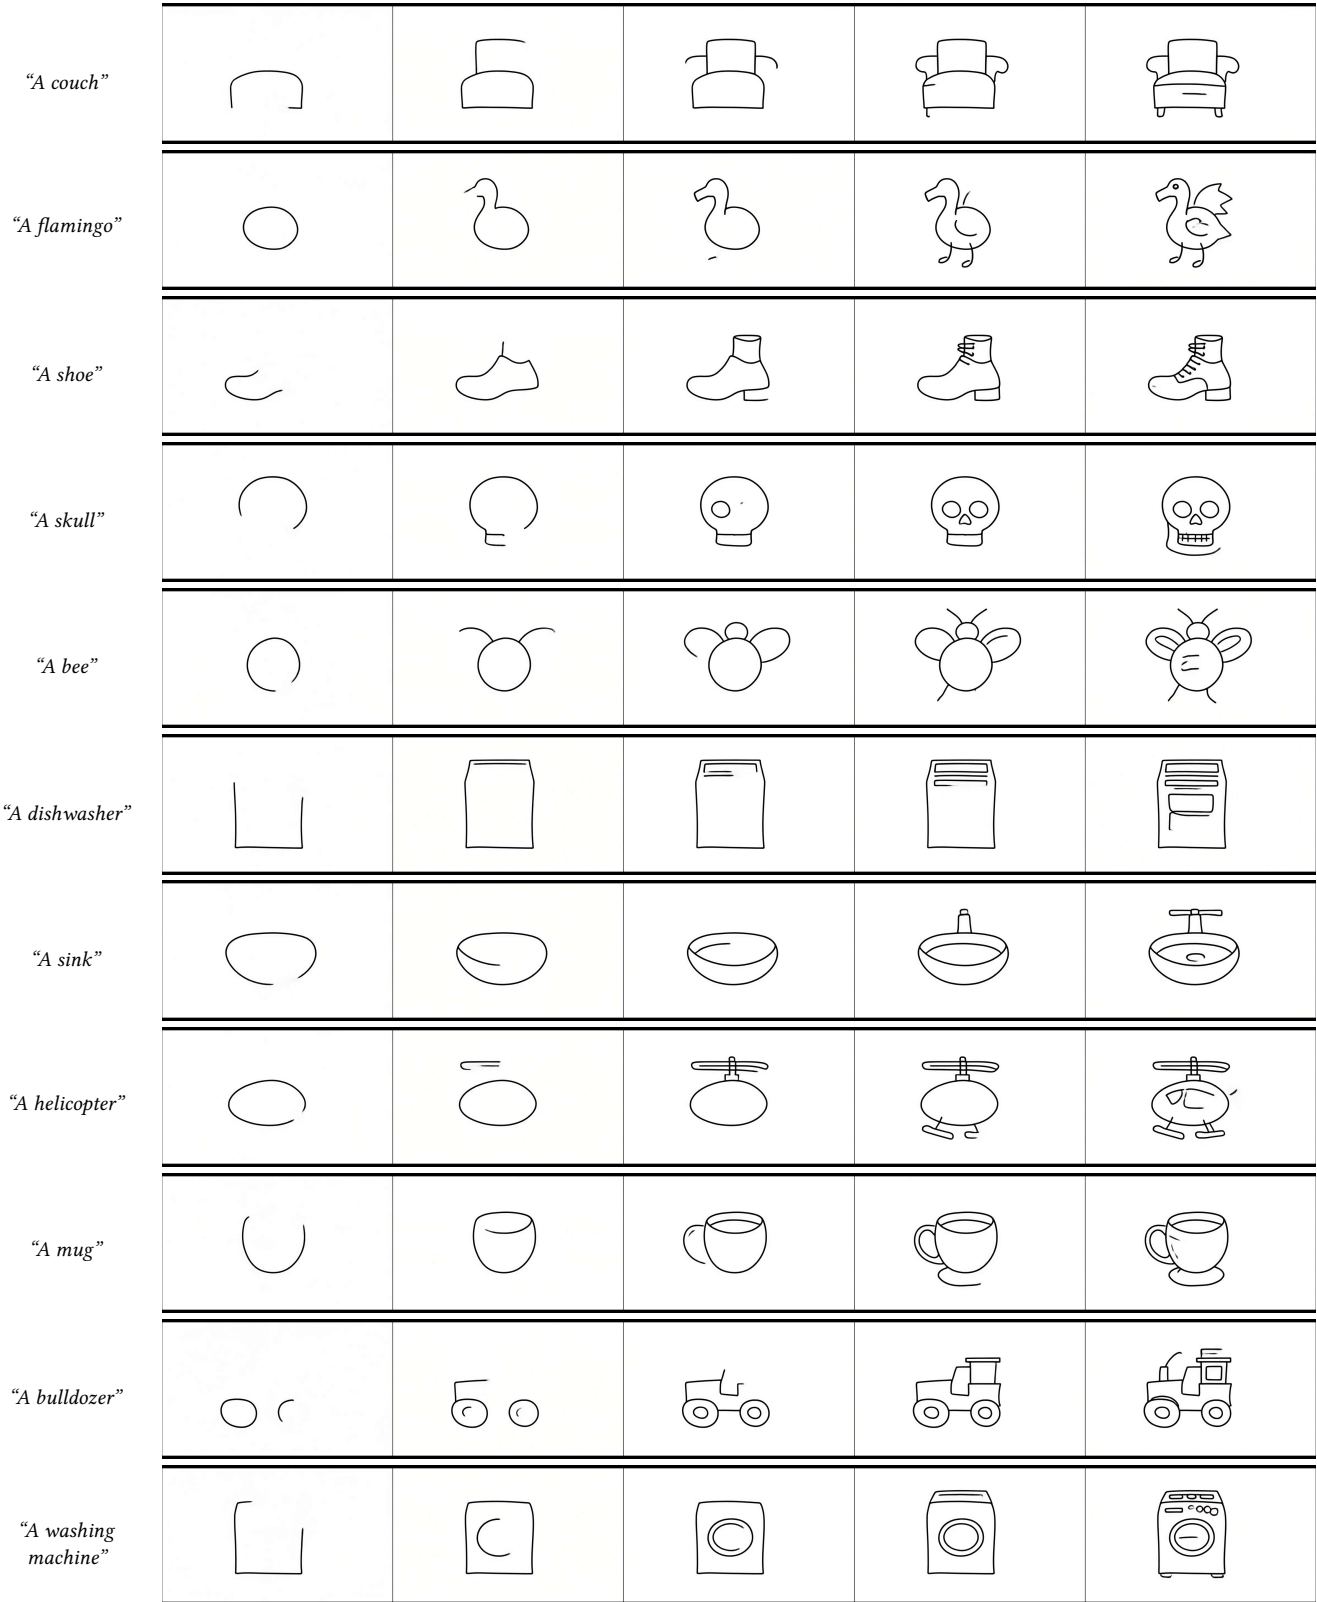 “A couch”
“A flamingo”
“A shoe”
“A skull”
“A bee”
“A dishwasher”
“A sink”
“A helicopter”
“A mug”
“A bulldozer”
“A washing
machine”